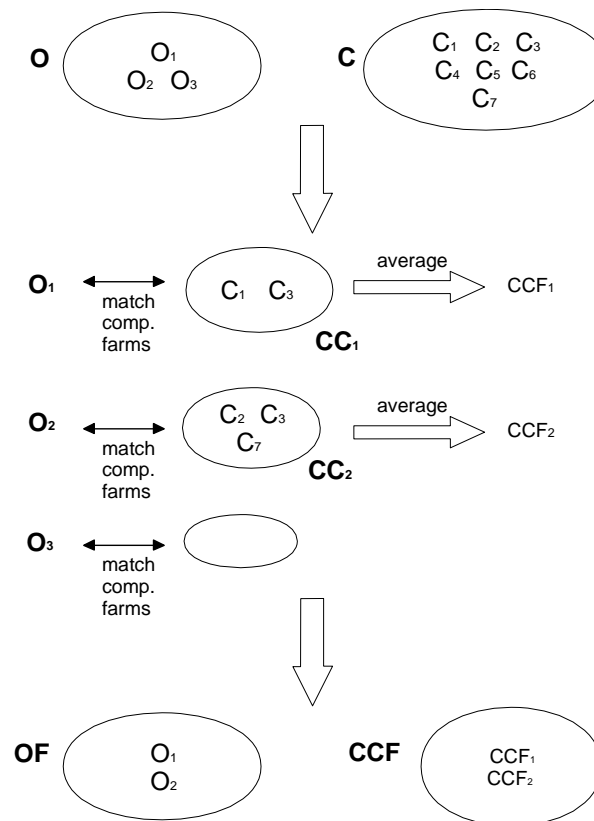 O
O₁
O₂ O₃
C
C₁ C₂ C₃
C₄ C₅ C₆
C₇
O₁
match
comp.
farms
C₁ C₃
CC₁
average
CCF₁
O₂
match
comp.
farms
C₂ C₃
C₇
CC₂
average
CCF₂
O₃
match
comp.
farms
OF
O₁
O₂
CCF
CCF₁
CCF₂